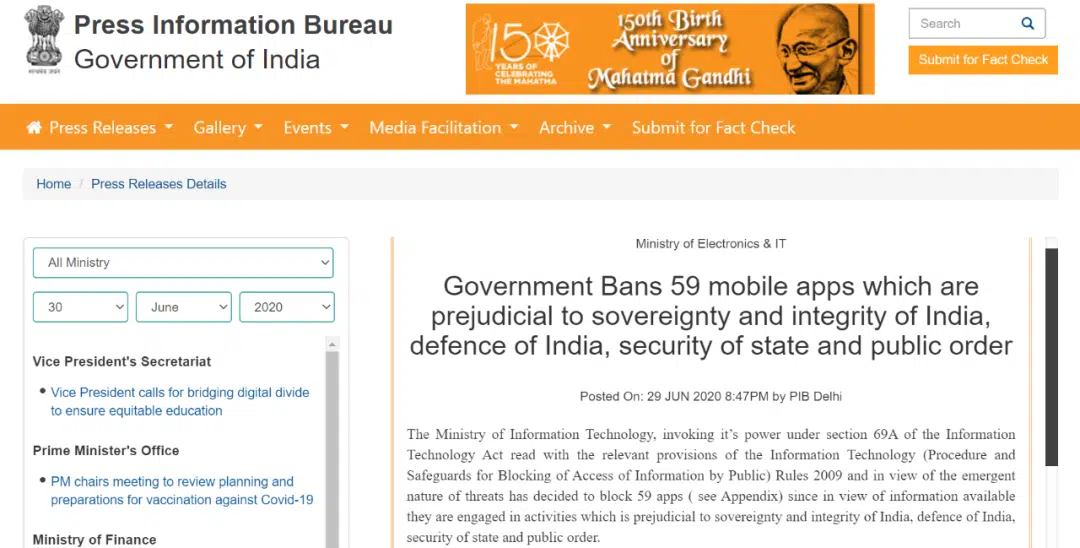 Press Information Bureau
Government of India
150
YEARS OF
CELEBRATING
THE MAHATMA
150th Birth
Anniversary
of
Mahatma Gandhi
Search
Submit for Fact Check
Press Releases
Gallery
Events
Media Facilitation
Archive
Submit for Fact Check
Home / Press Releases Details
All Ministry
30
June
2020
Vice President's Secretariat
Vice President calls for bridging digital divide
to ensure equitable education
Prime Minister's Office
PM chairs meeting to review planning and
preparations for vaccination against Covid-19
Ministry of Finance
Ministry of Electronics & IT
Government Bans 59 mobile apps which are
prejudicial to sovereignty and integrity of India,
defence of India, security of state and public order
Posted On: 29 JUN 2020 8:47PM by PIB Delhi
The Ministry of Information Technology, invoking it's power under section 69A of the Information
Technology Act read with the relevant provisions of the Information Technology (Procedure and
Safeguards for Blocking of Access of Information by Public) Rules 2009 and in view of the emergent
nature of threats has decided to block 59 apps ( see Appendix) since in view of information available
they are engaged in activities which is prejudicial to sovereignty and integrity of India, defence of India,
security of state and public order.